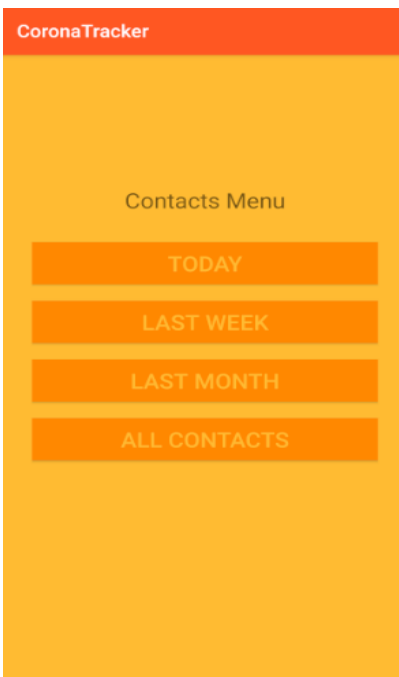 CoronaTracker
Contacts Menu
TODAY
LAST WEEK
LAST MONTH
ALL CONTACTS